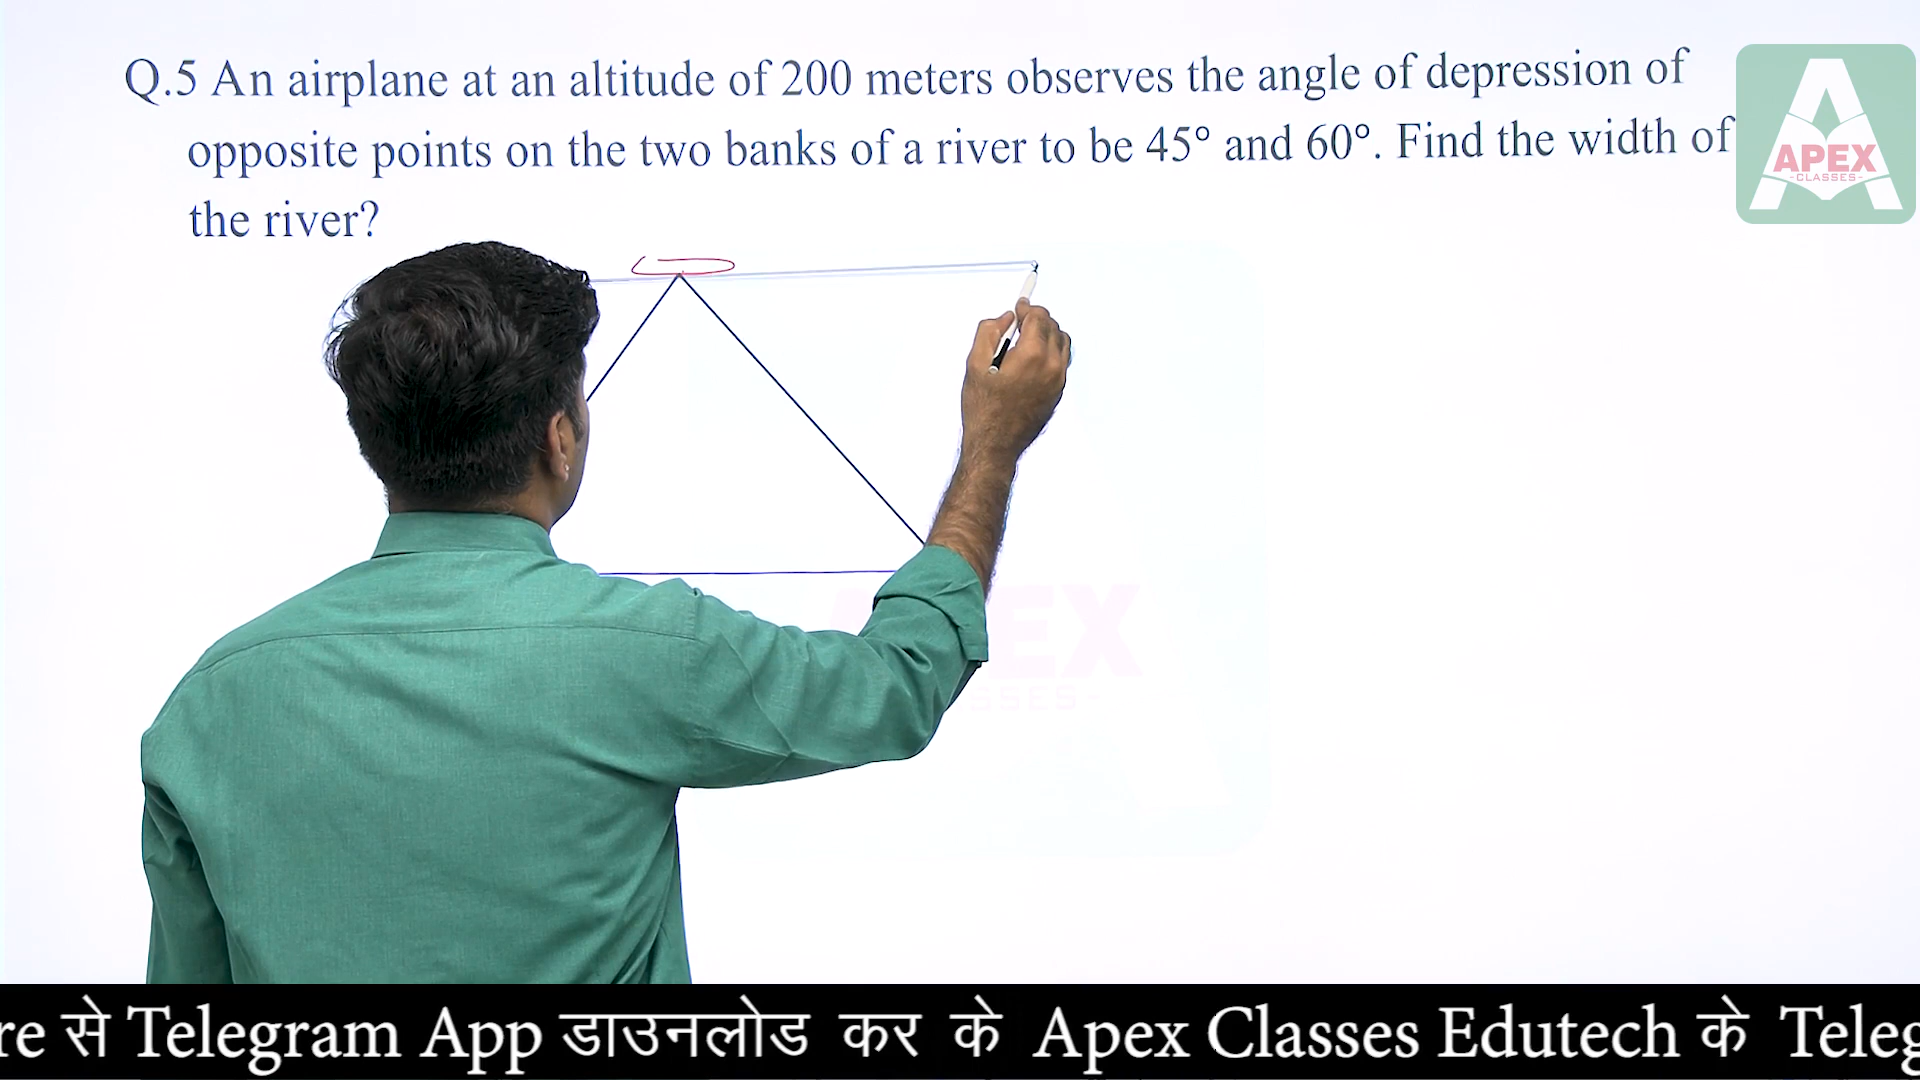 Q.5 An airplane at an altitude of 200 meters observes the angle of depression of
opposite points on the two banks of a river to be 45° and 60°. Find the width of
the river?
APEX
-CLASSES-
EX
re से Telegram App डाउनलोड कर के Apex Classes Edutech के Teleg